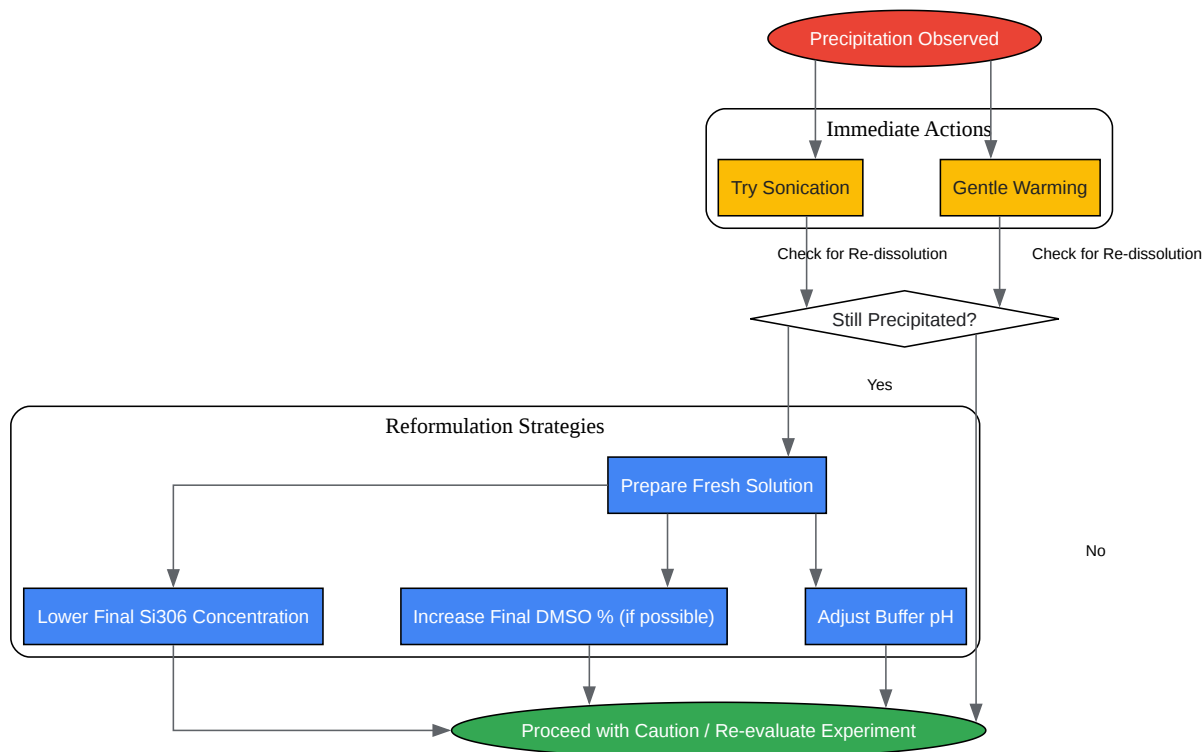 Precipitation Observed
Immediate Actions
Try Sonication
Gentle Warming
Check for Re-dissolution
Check for Re-dissolution
Still Precipitated?
Yes
Reformulation Strategies
Prepare Fresh Solution
No
Lower Final Si306 Concentration
Increase Final DMSO % (if possible)
Adjust Buffer pH
Proceed with Caution / Re-evaluate Experiment